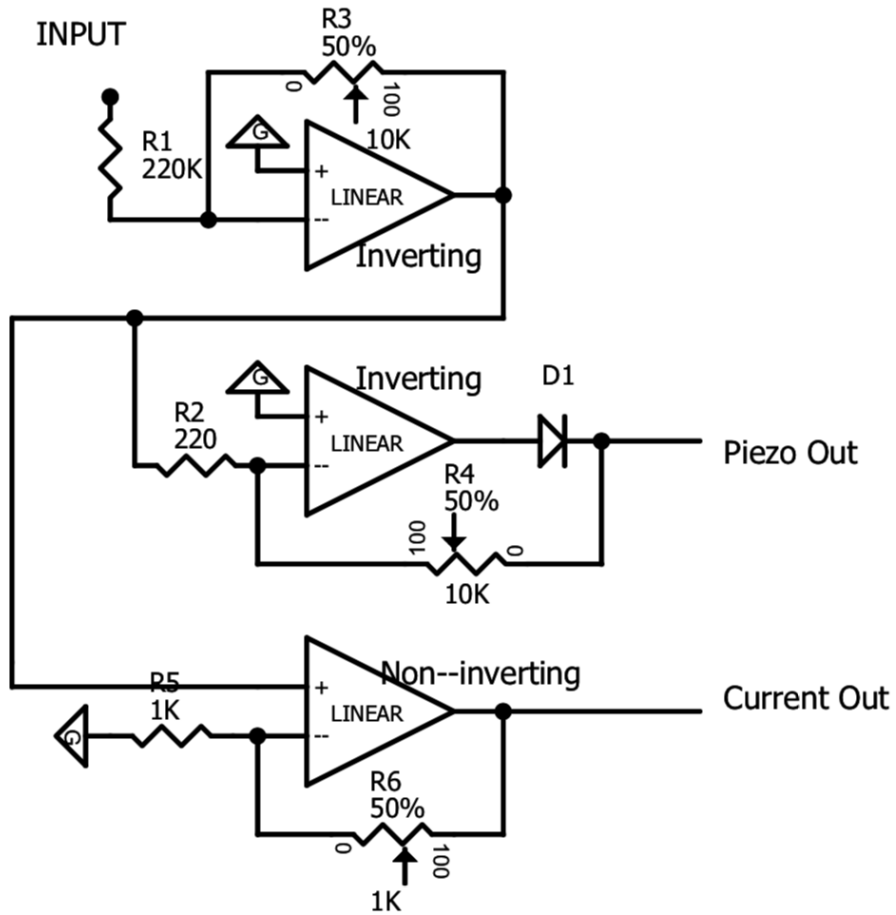 INPUT
R3
50%
0
100
10K
R1
220K
G
+
LINEAR
--
Inverting
G
Inverting
D1
+
R2
220
LINEAR
--
Piezo Out
R4
50%
100
0
10K
Non--inverting
R5
1K
+
LINEAR
--
Current Out
G
R6
50%
0
100
1K